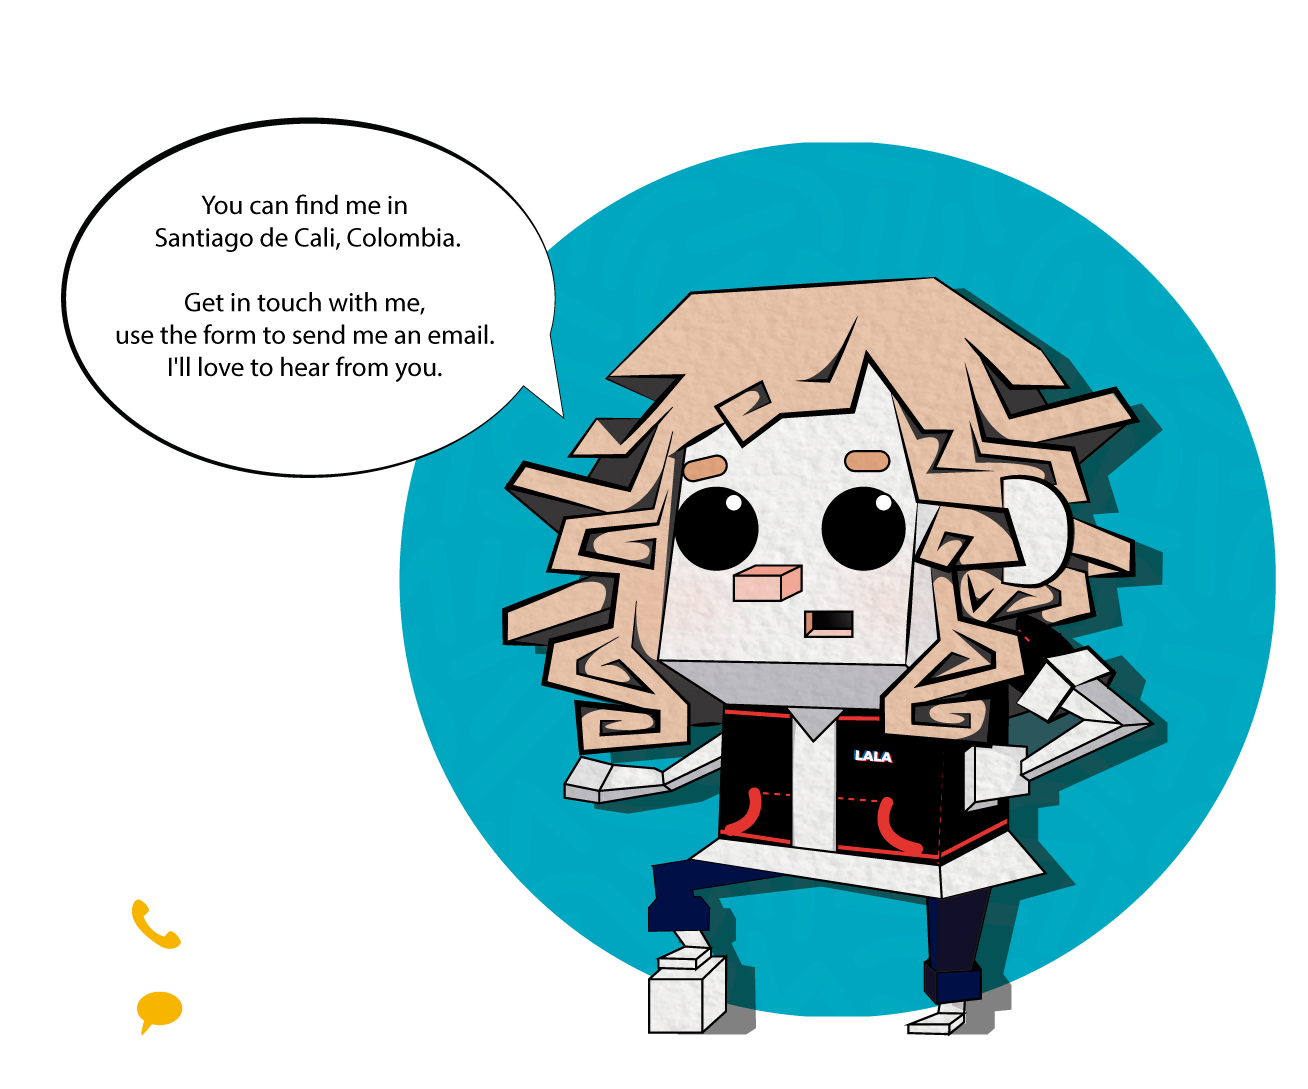 You can find me in
Santiago de Cali, Colombia.
Get in touch with me,
use the form to send me an email.
I'll love to hear from you.
LALA